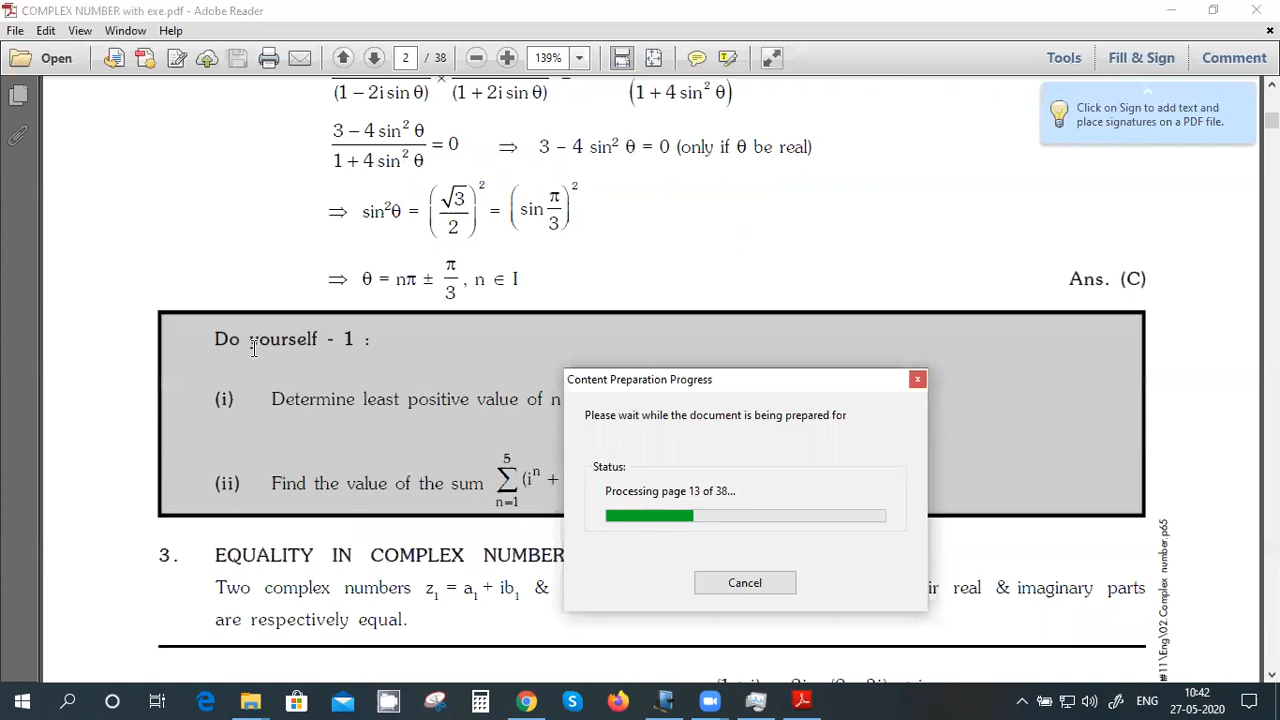 COMPLEX NUMBER with exe.pdf - Adobe Reader
File Edit View Window Help
Open 2 / 38 139% Tools Fill & Sign Comment
Click on Sign to add text and
place signatures on a PDF file.
(1 − 2i sin θ) × (1 + 2i sin θ) = (1 + 4 sin² θ)
3 − 4 sin² θ / 1 + 4 sin² θ = 0 ⇒ 3 − 4 sin² θ = 0 (only if θ be real)
⇒ sin²θ = (√3 / 2)² = (sin π/3)²
⇒ θ = nπ ± π/3 , n ∈ I Ans. (C)
Do yourself - 1 :
(i) Determine least positive value of n
(ii) Find the value of the sum ∑ n=1 5 (iⁿ +
3. EQUALITY IN COMPLEX NUMBER
Two complex numbers z₁ = a₁ + ib₁ & ir real & imaginary parts
are respectively equal.
#11\Eng\02.Complex number.p65
Content Preparation Progress
Please wait while the document is being prepared for
Status:
Processing page 13 of 38...
Cancel
ENG
10:42
27-05-2020